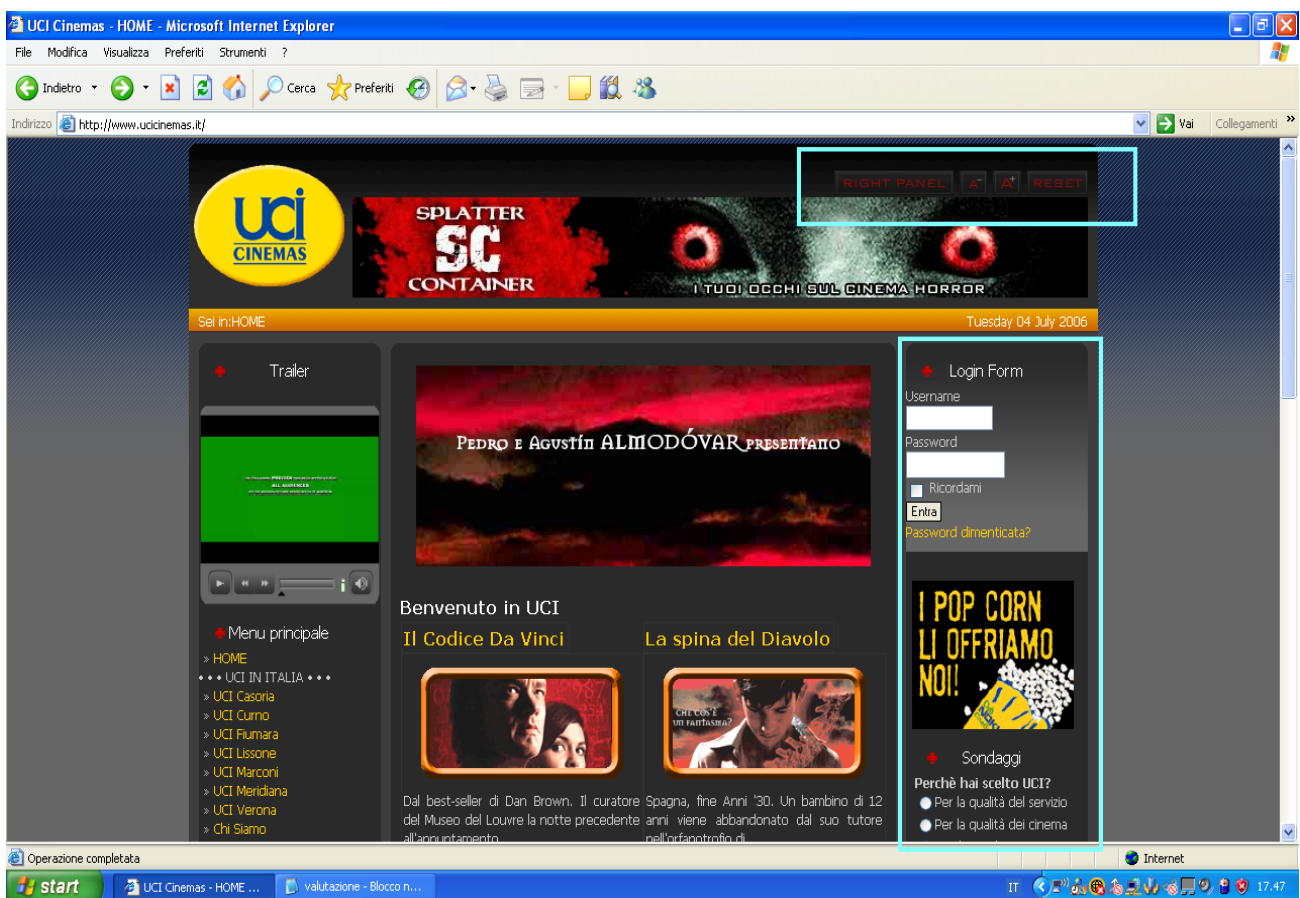 UCI Cinemas - HOME - Microsoft Internet Explorer
File Modifica Visualizza Preferiti Strumenti ?
Indietro Cerca Preferiti
Indirizzo http://www.ucicinemas.it/ Vai Collegamenti »
RIGHT PANEL A- A+ RESET
uci
CINEMAS
SPLATTER
SC
CONTAINER
I TUOI OCCHI SUL CINEMA HORROR
Sei in:HOME Tuesday 04 July 2006
Trailer
PEDRO E AGUSTÍN ALMODÓVAR PRESENTANO
Menu principale
» HOME
• • • UCI IN ITALIA • • •
» UCI Casoria
» UCI Curno
» UCI Fiumara
» UCI Lissone
» UCI Marconi
» UCI Meridiana
» UCI Verona
» Chi Siamo
Benvenuto in UCI
Il Codice Da Vinci
Dal best-seller di Dan Brown. Il curatore
del Museo del Louvre la notte precedente
all'appuntamento
La spina del Diavolo
CHE COS'È
UN FANTASMA?
Spagna, fine Anni '30. Un bambino di 12
anni viene abbandonato dal suo tutore
nell'orfanotrofio di
Login Form
Username
Password
Ricordami
Entra
Password dimenticata?
I POP CORN
LI OFFRIAMO
NOI!
Sondaggi
Perchè hai scelto UCI?
Per la qualità del servizio
Per la qualità dei cinema
Operazione completata Internet
start UCI Cinemas - HOME ... valutazione - Blocco n... IT 17.47